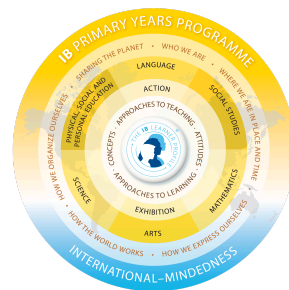 IB PRIMARY YEARS PROGRAMME
SHARING THE PLANET • WHO WE ARE • WHERE WE ARE IN PLACE AND TIME
• HOW WE EXPRESS OURSELVES
• HOW THE WORLD WORKS
• HOW WE ORGANIZE OURSELVES
LANGUAGE
SOCIAL STUDIES
MATHEMATICS
ARTS
SCIENCE
PHYSICAL, SOCIAL AND
PERSONAL EDUCATION
ACTION
EXHIBITION
CONCEPTS • APPROACHES TO TEACHING • ATTITUDES
• APPROACHES TO LEARNING •
THE IB LEARNER PROFILE
INTERNATIONAL–MINDEDNESS